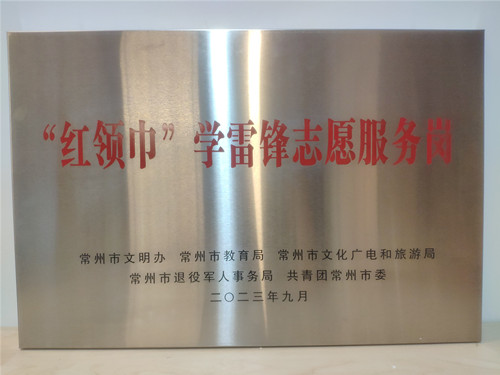 “红领巾”学雷锋志愿服务岗
常州市文明办 常州市教育局 常州市文化广电和旅游局
常州市退役军人事务局 共青团常州市委
二〇二三年九月